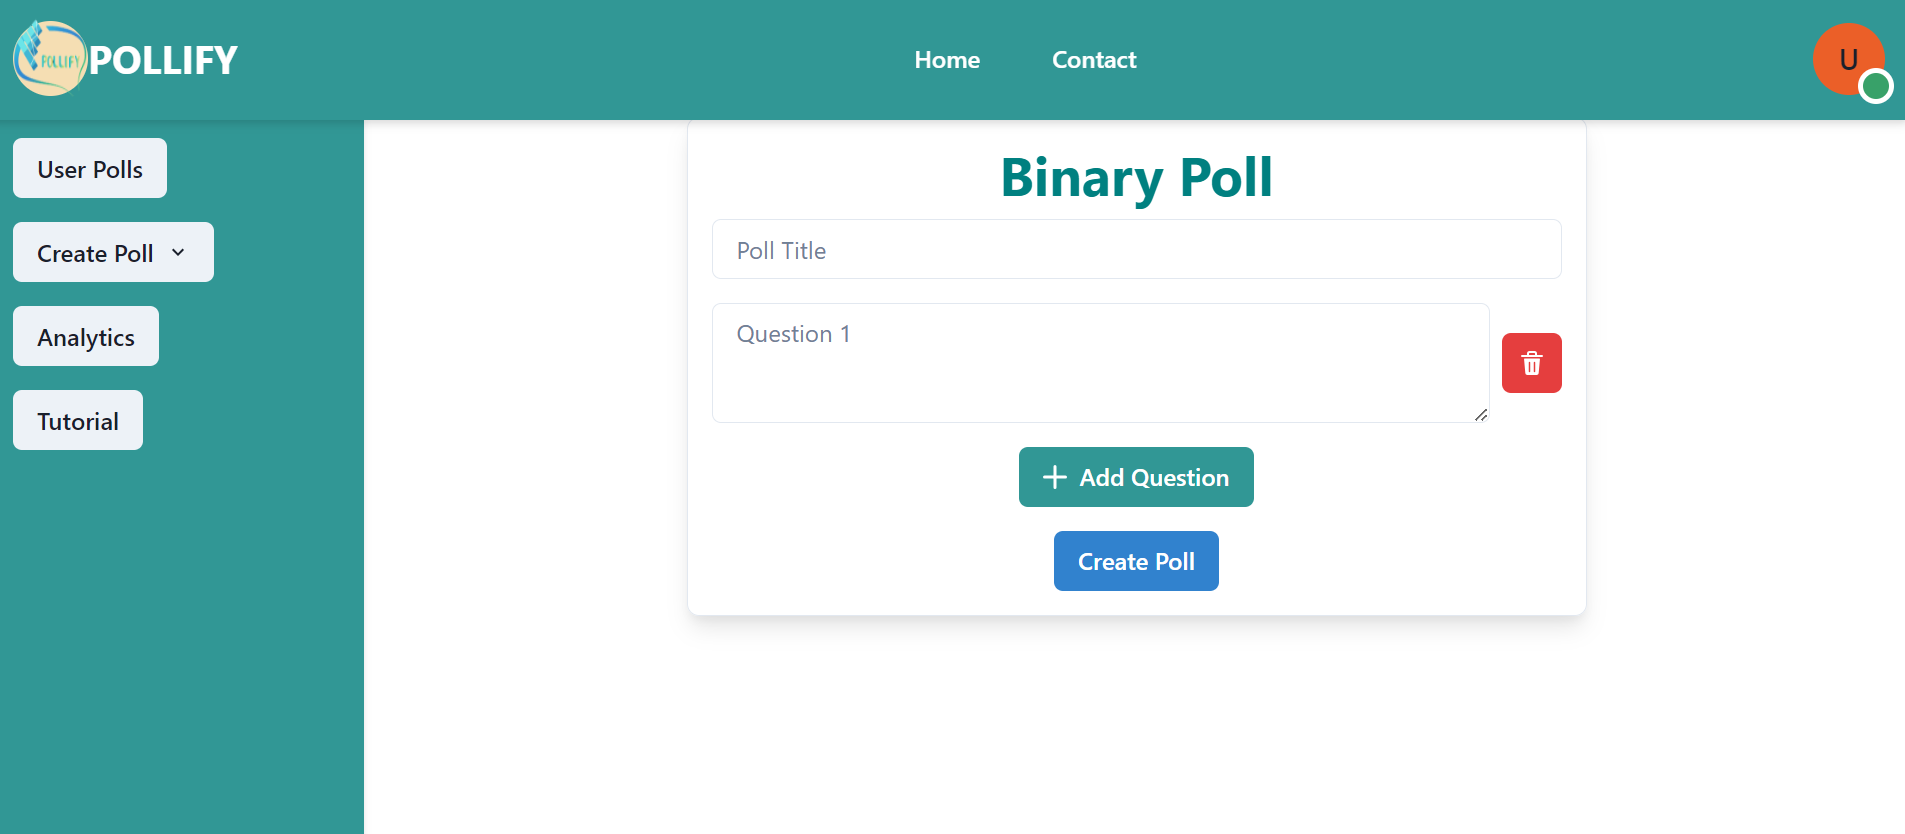 POLLIFY
POLLIFY
Home
Contact
U
User Polls
Create Poll
Analytics
Tutorial
Binary Poll
Poll Title
Question 1
Add Question
Create Poll